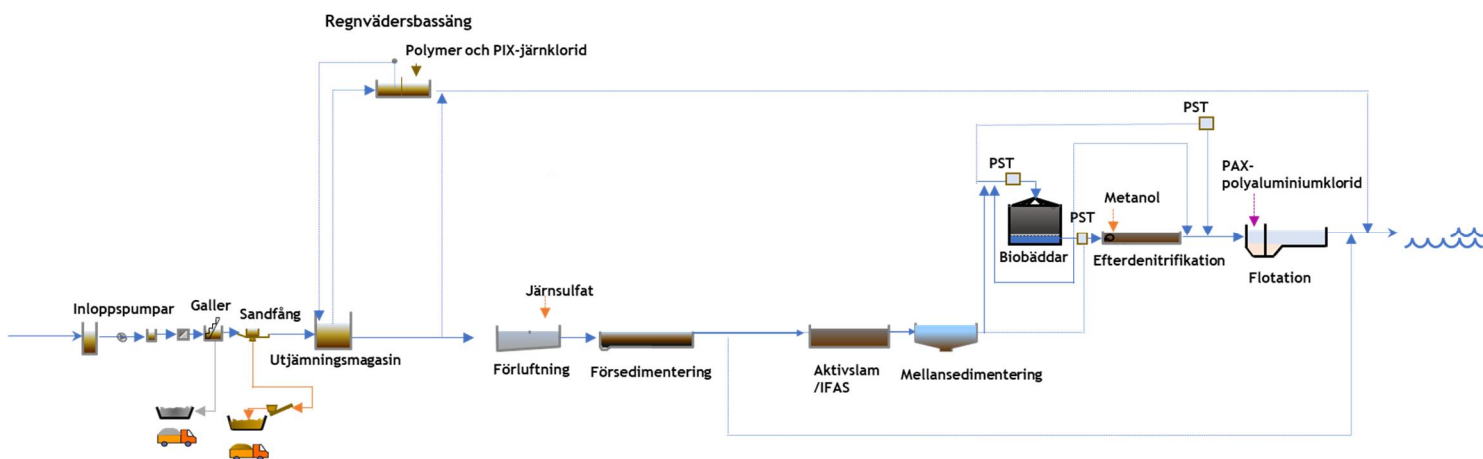 Regnvädersbassäng
Polymer och PIX-järnklorid
PST
PST
PAX-
polyaluminiumklorid
Metanol
PST
Biobäddar
Efterdenitrifikation
Flotation
Inloppspumpar
Galler
Sandfång
Utjämningsmagasin
Järnsulfat
Förluftning
Försedimentering
Aktivslam
/IFAS
Mellansedimentering